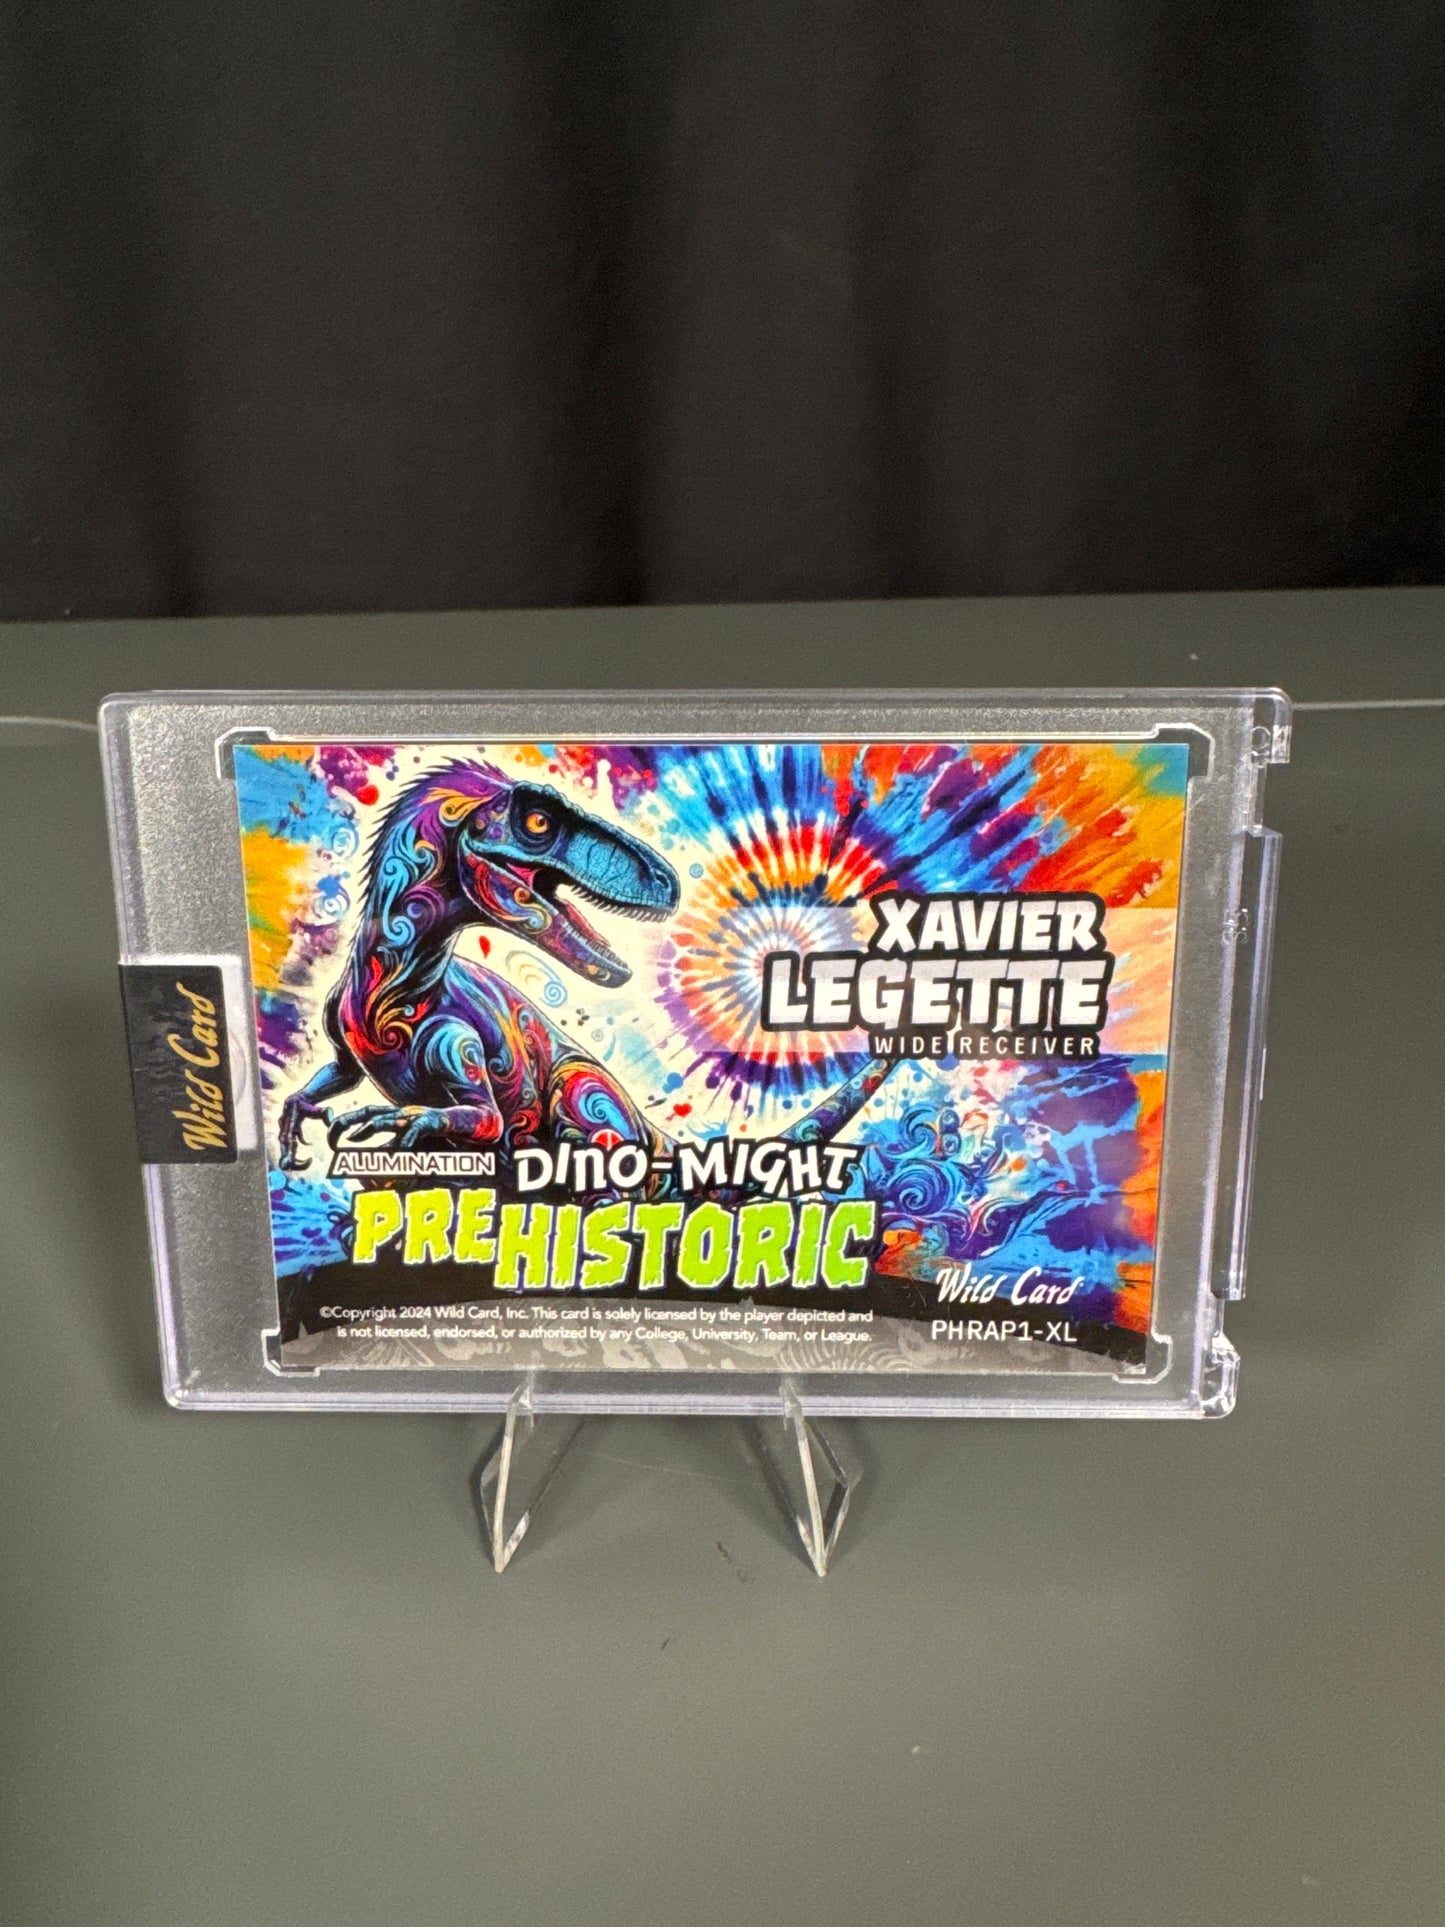 XAVIER
LEGETTE
WIDE RECEIVER
Wild Card
ALUMINATION DINO-MIGHT
PREHISTORIC
Wild Card
©Copyright 2024 Wild Card, Inc. This card is solely licensed by the player depicted and
is not licensed, endorsed, or authorized by any College, University, Team, or League.
PHRAP1-XL